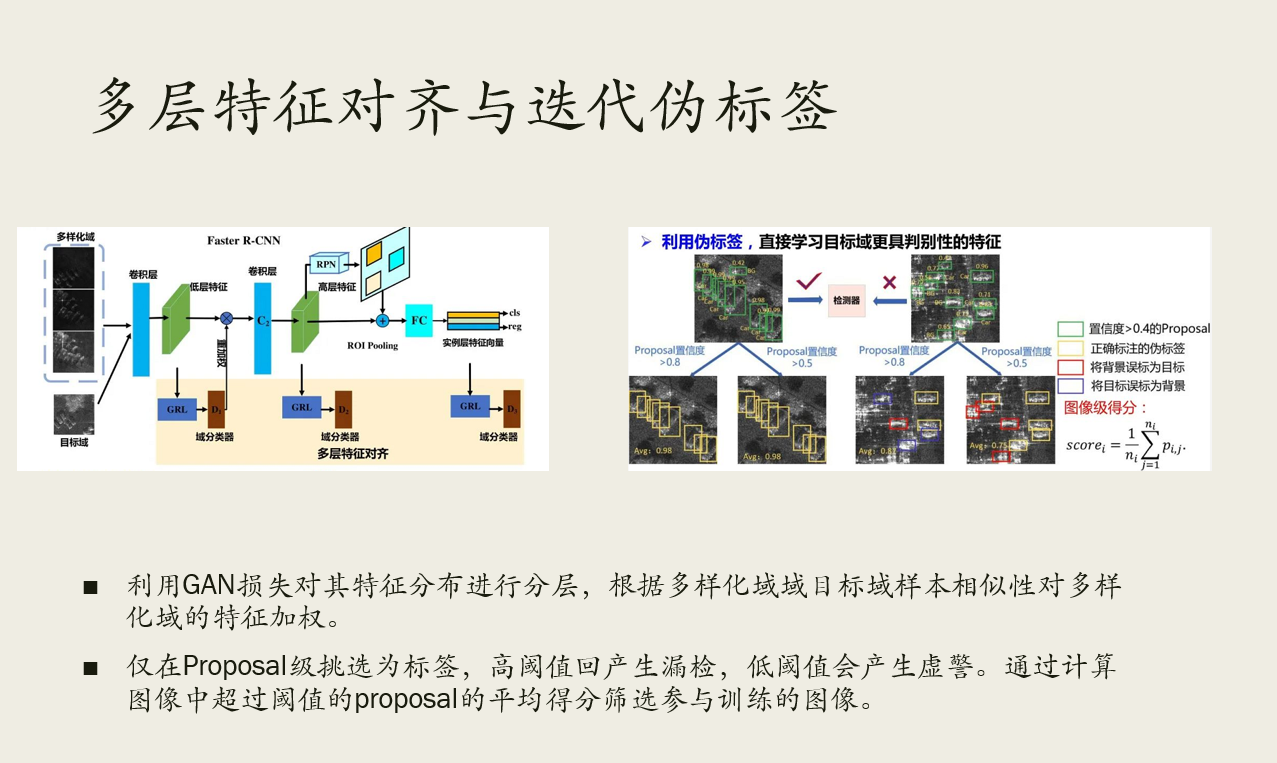 多层特征对齐与迭代伪标签
多样化域
Faster R-CNN
卷积层
低层特征
卷积层
RPN
高层特征
C2
重加权
FC
cls
reg
ROI Pooling
实例层特征向量
目标域
GRL
D1
GRL
D2
GRL
D3
域分类器
域分类器
域分类器
多层特征对齐
利用伪标签，直接学习目标域更具判别性的特征
检测器
Proposal置信度
>0.8
Proposal置信度
>0.5
Proposal置信度
>0.8
Proposal置信度
>0.5
Avg：0.98
Avg：0.98
置信度>0.4的Proposal
正确标注的伪标签
将背景误标为目标
将目标误标为背景
图像级得分：
score_i = 1/n_i ∑_{j=1}^{n_i} p_{i,j}.
利用GAN损失对其特征分布进行分层，根据多样化域域目标域样本相似性对多样
化域的特征加权。
仅在Proposal级挑选为标签，高阈值回产生漏检，低阈值会产生虚警。通过计算
图像中超过阈值的proposal的平均得分筛选参与训练的图像。